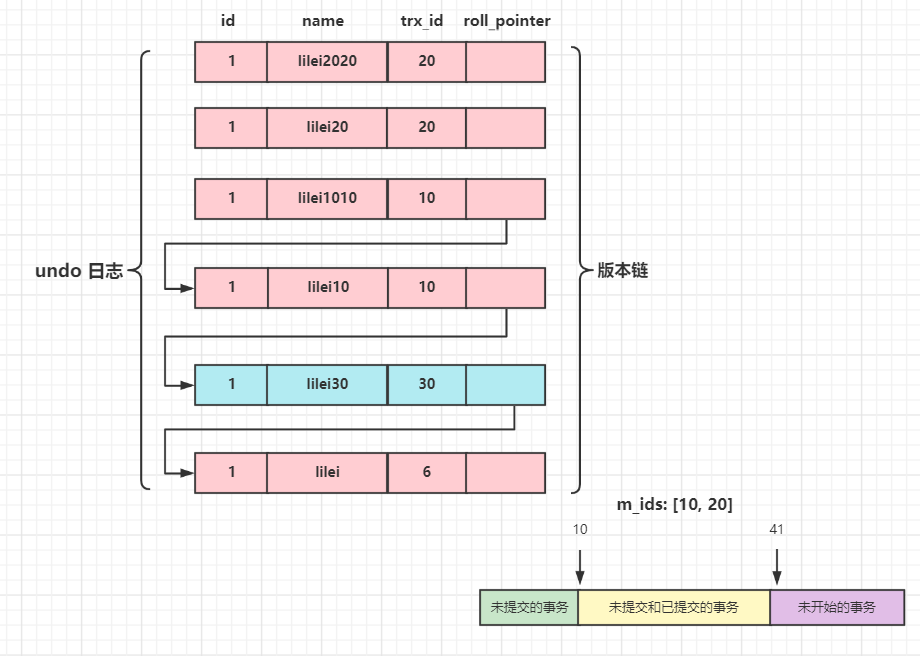 id name trx_id roll_pointer
1 lilei2020 20
1 lilei20 20
1 lilei1010 10
undo 日志
版本链
1 lilei10 10
1 lilei30 30
1 lilei 6
m_ids: [10, 20]
10 41
未提交的事务 未提交和已提交的事务 未开始的事务